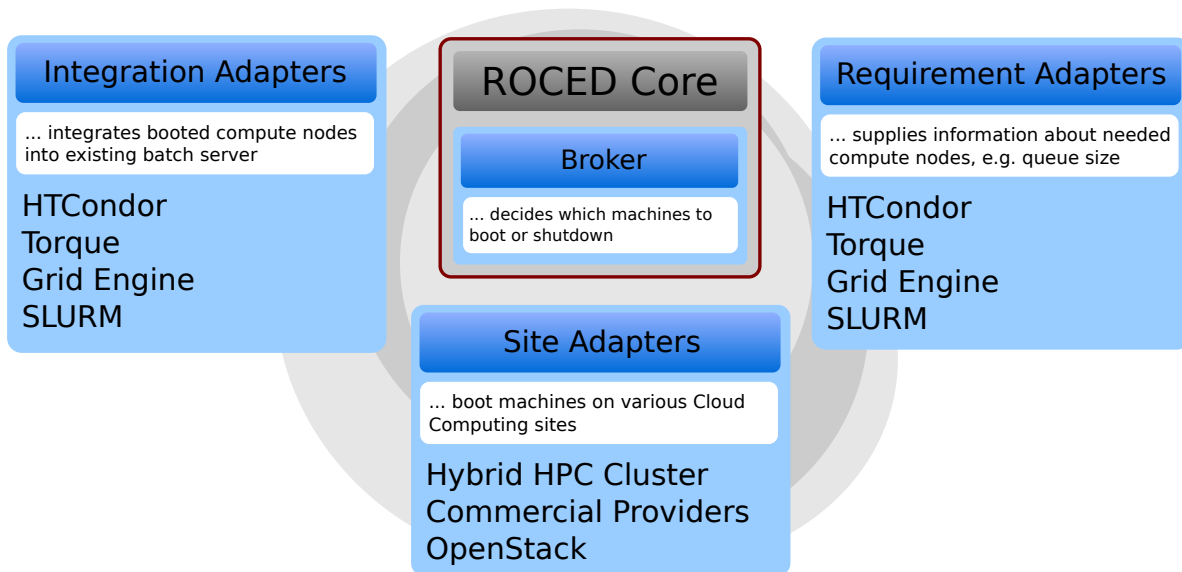 Integration Adapters
... integrates booted compute nodes
into existing batch server
HTCondor
Torque
Grid Engine
SLURM
ROCED Core
Broker
... decides which machines to
boot or shutdown
Requirement Adapters
... supplies information about needed
compute nodes, e.g. queue size
HTCondor
Torque
Grid Engine
SLURM
Site Adapters
... boot machines on various Cloud
Computing sites
Hybrid HPC Cluster
Commercial Providers
OpenStack